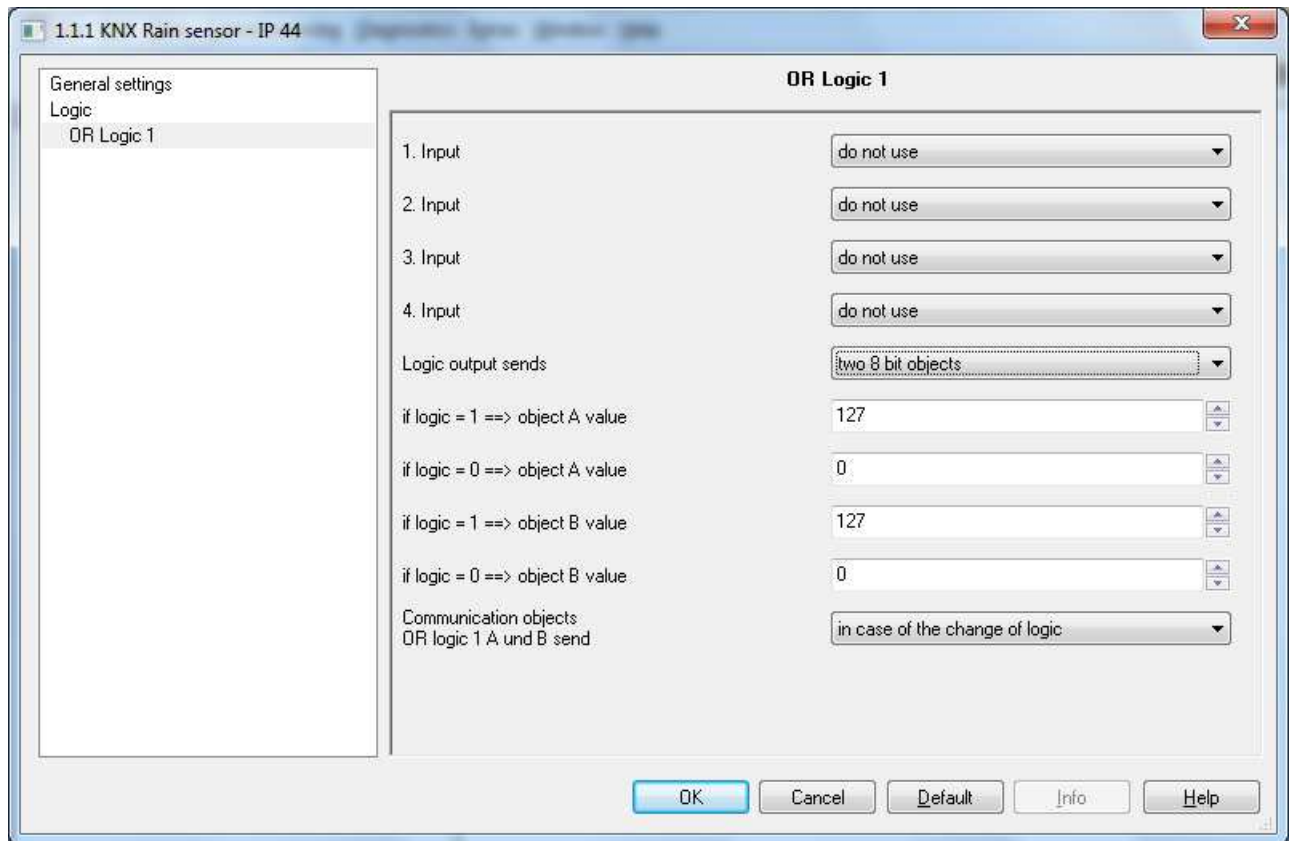 1.1.1 KNX Rain sensor - IP 44
General settings
Logic
OR Logic 1
OR Logic 1
1. Input do not use
2. Input do not use
3. Input do not use
4. Input do not use
Logic output sends two 8 bit objects
if logic = 1 ==> object A value 127
if logic = 0 ==> object A value 0
if logic = 1 ==> object B value 127
if logic = 0 ==> object B value 0
Communication objects
OR logic 1 A und B send in case of the change of logic
OK Cancel Default Info Help